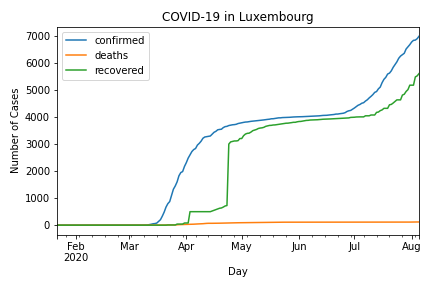 COVID-19 in Luxembourg
confirmed
deaths
recovered
Number of Cases
7000
6000
5000
4000
3000
2000
1000
0
Feb Mar Apr May Jun Jul Aug
2020
Day